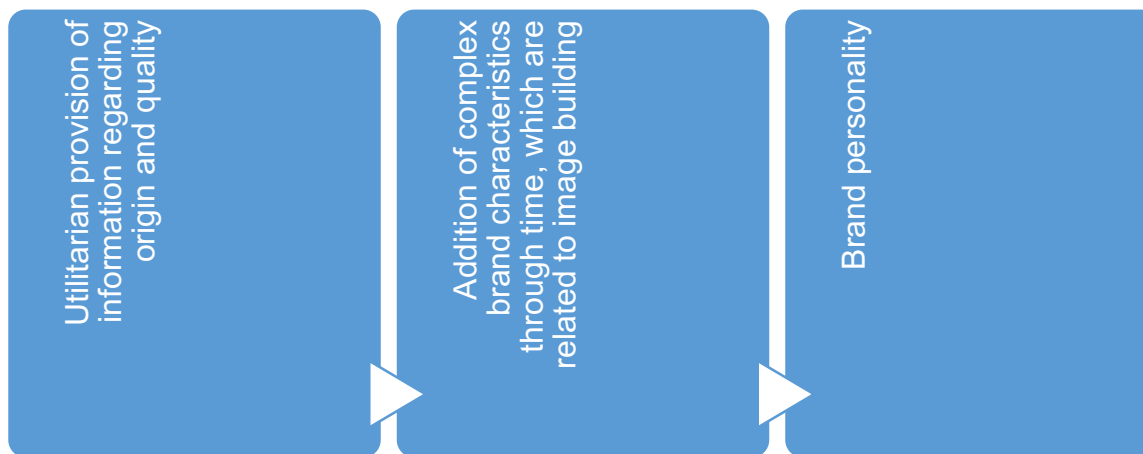 Utilitarian provision of
information regarding
origin and quality
Addition of complex
brand characteristics
through time, which are
related to image building
Brand personality